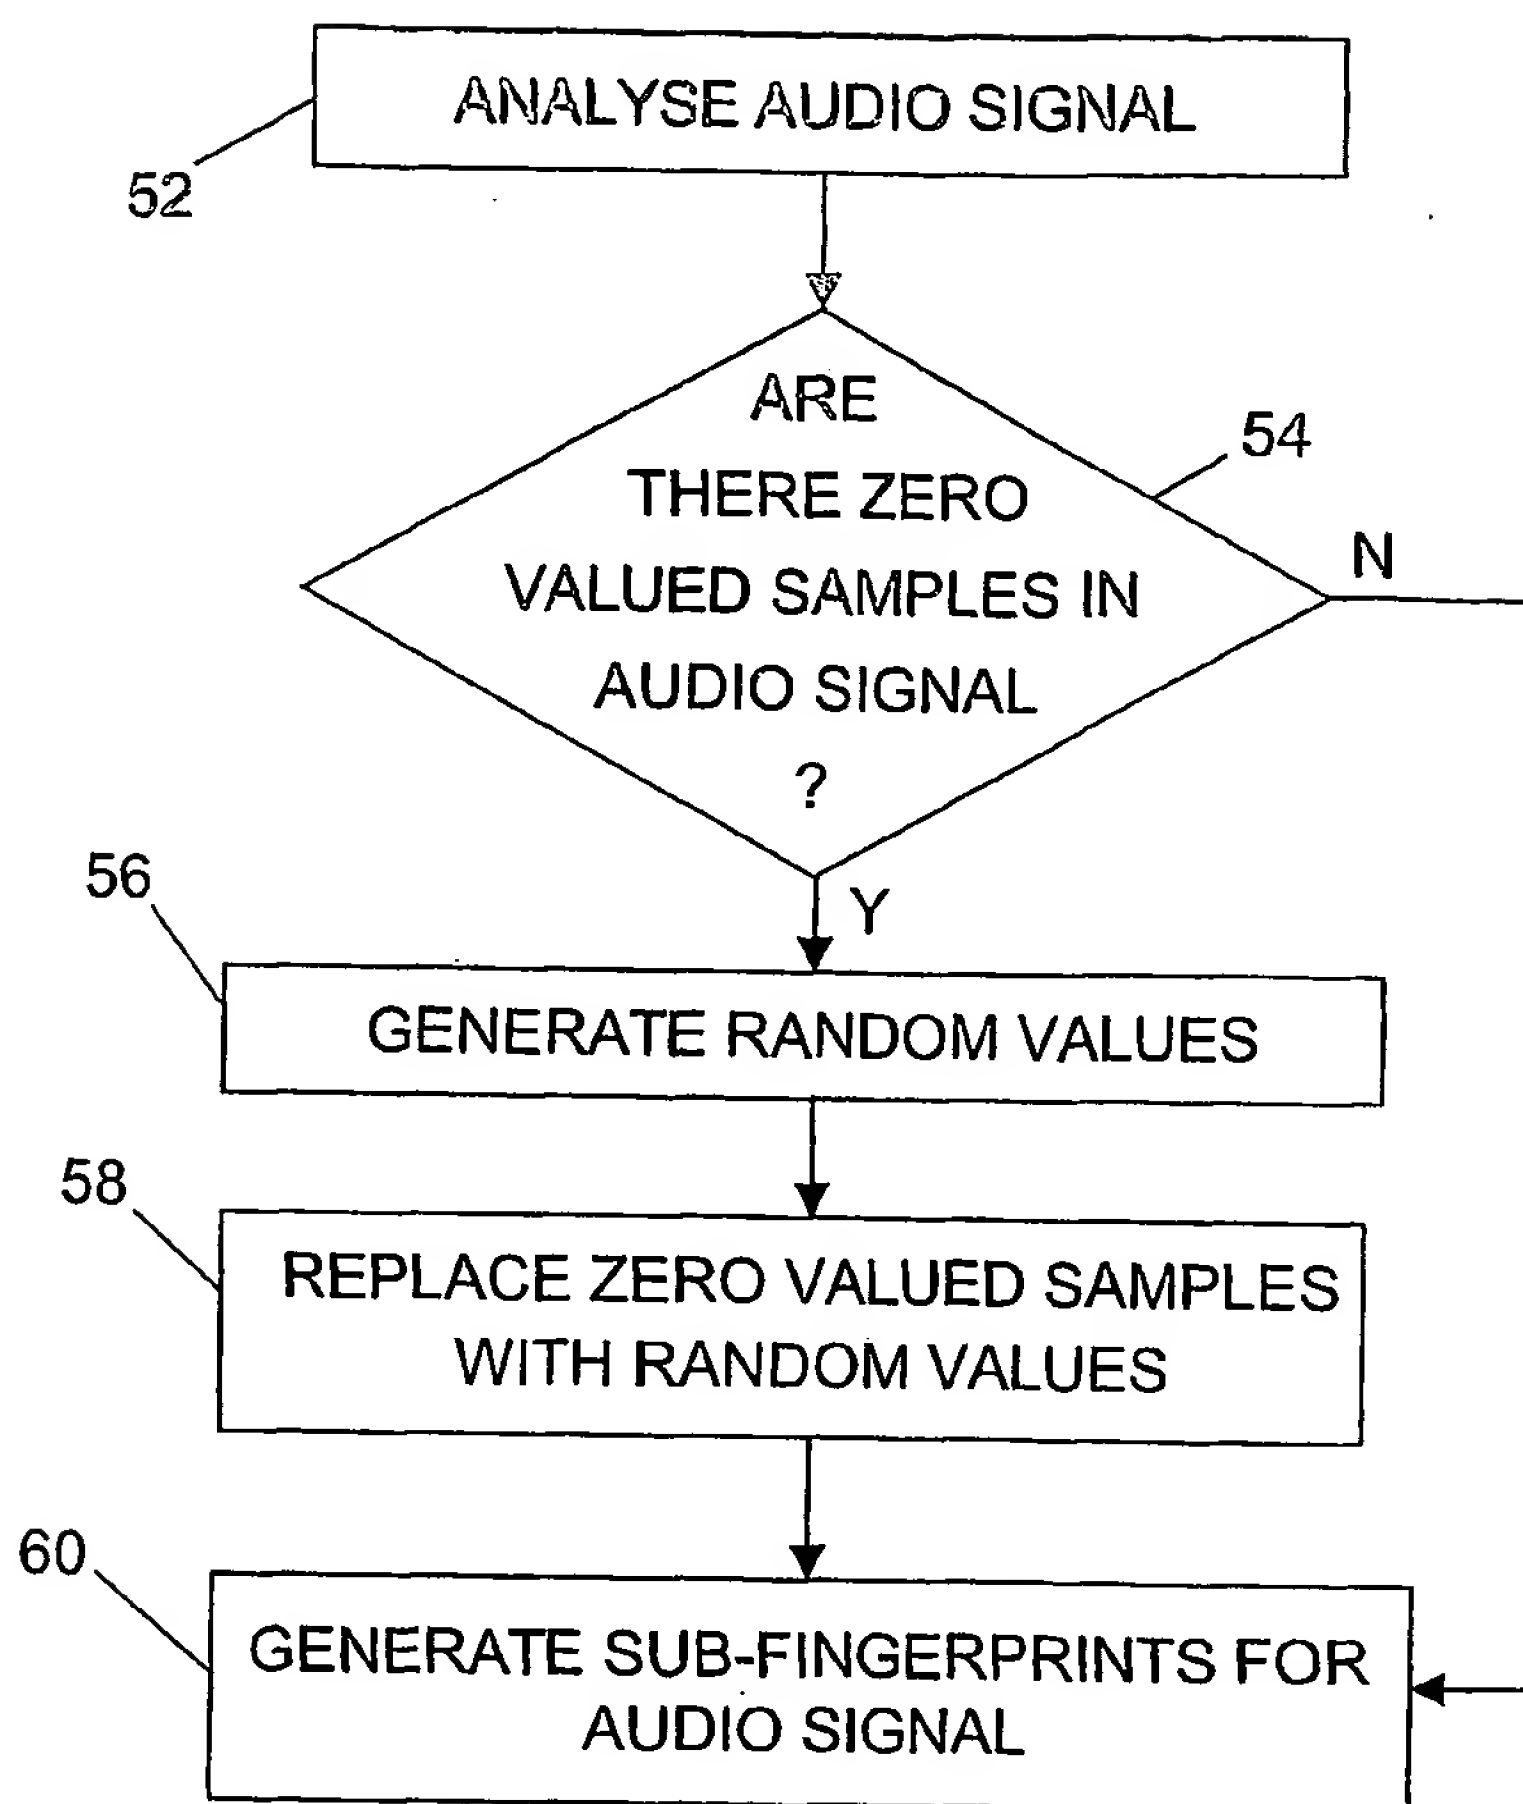 ANALYSE AUDIO SIGNAL
52
ARE
THERE ZERO
VALUED SAMPLES IN
AUDIO SIGNAL
?
54
N
Y
56
GENERATE RANDOM VALUES
58
REPLACE ZERO VALUED SAMPLES
WITH RANDOM VALUES
60
GENERATE SUB-FINGERPRINTS FOR
AUDIO SIGNAL